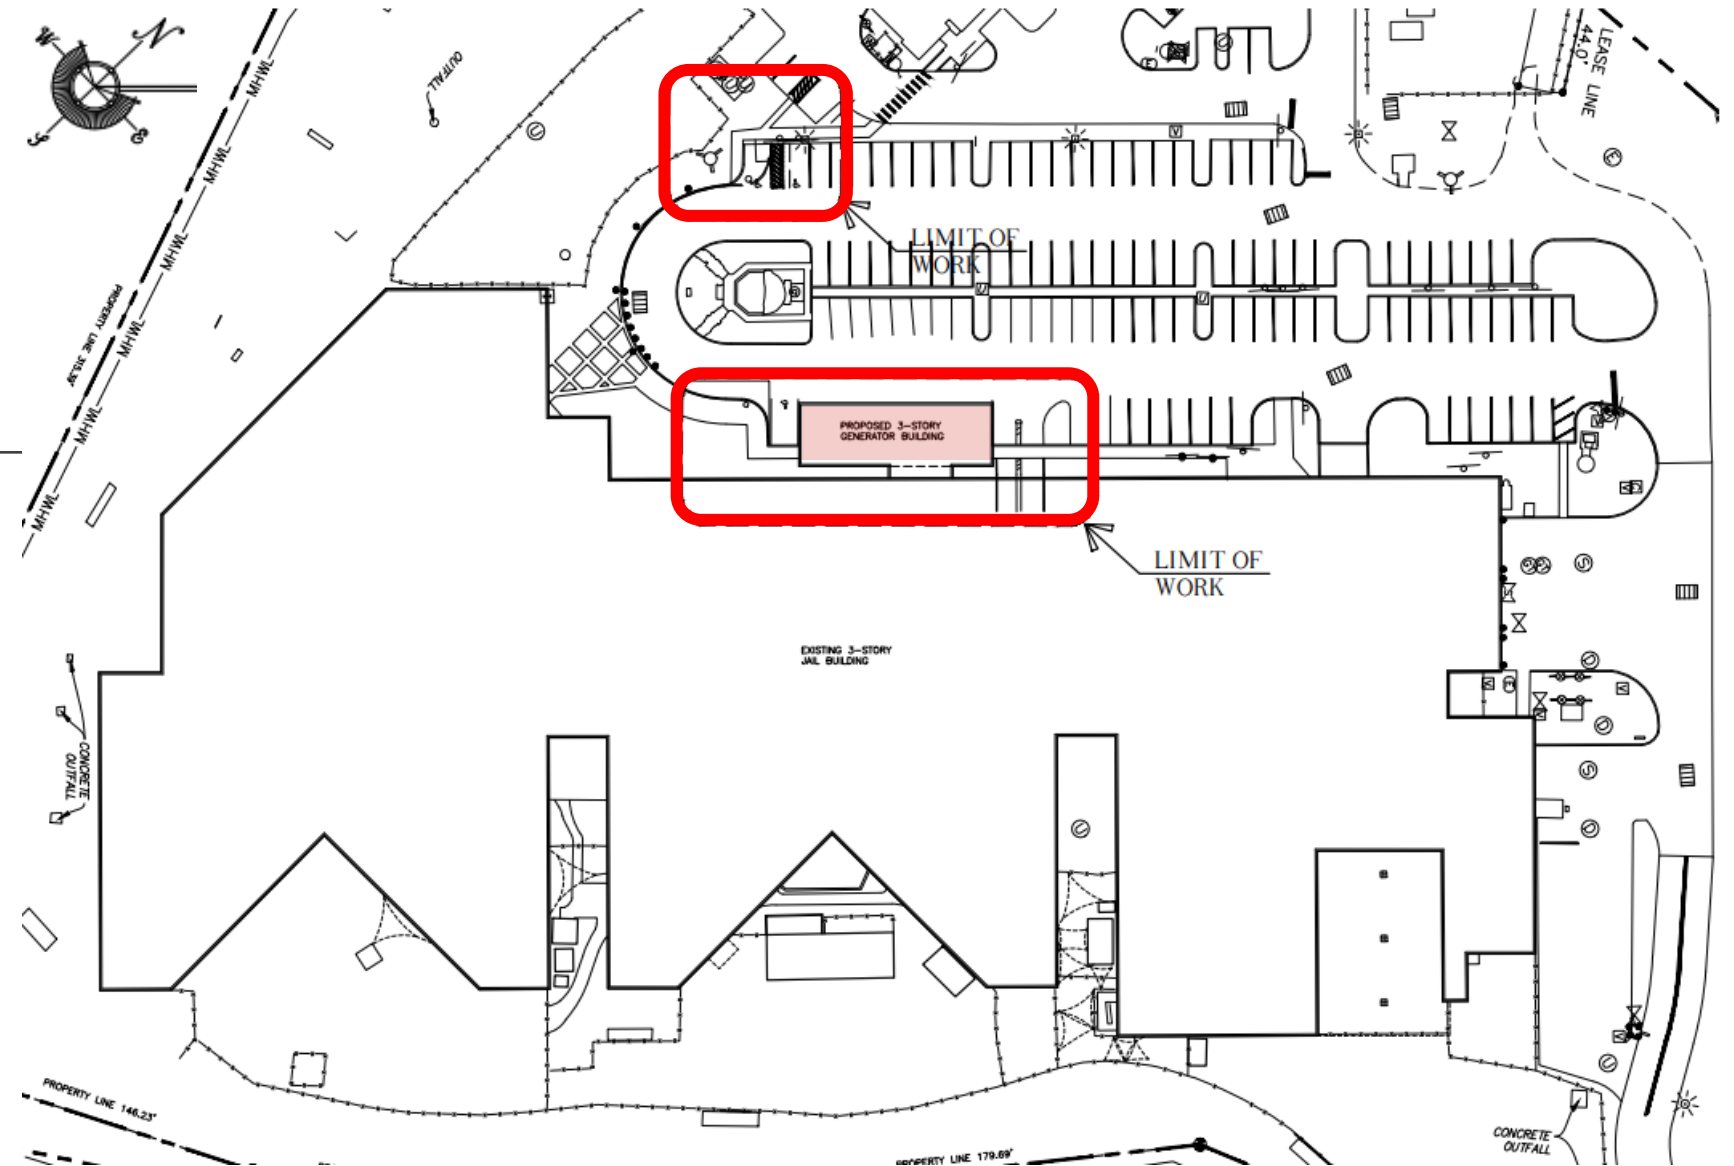 N
W
S
E
MHWL
MHWL
MHWL
MHWL
MHWL
MHWL
PROPERTY LINE 315.39'
OUTFALL
LEASE LINE
44.0'
LIMIT OF
WORK
PROPOSED 3-STORY
GENERATOR BUILDING
LIMIT OF
WORK
EXISTING 3-STORY
JAIL BUILDING
CONCRETE
OUTFALL
PROPERTY LINE 146.23'
PROPERTY LINE 179.69'
CONCRETE
OUTFALL